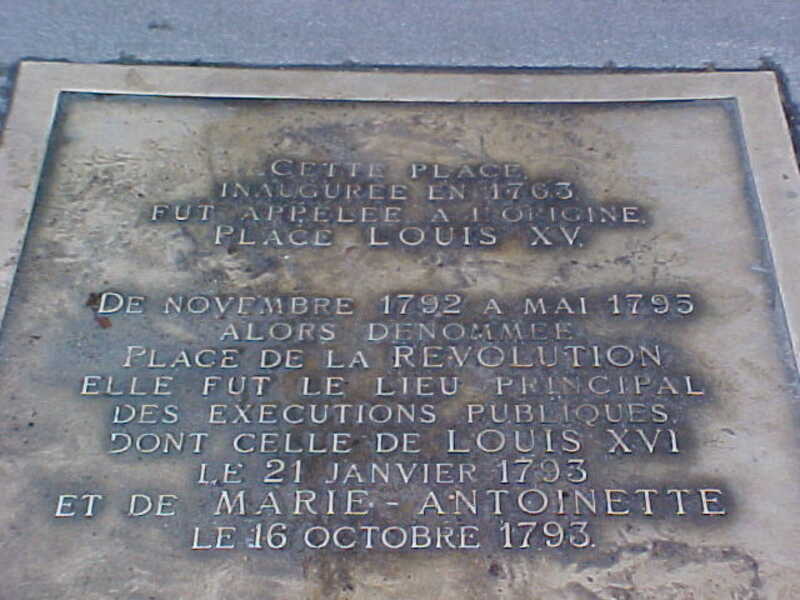 CETTE PLACE
INAUGUREE EN 1763
FUT APPELEE A L'ORIGINE,
PLACE LOUIS XV.
DE NOVEMBRE 1792 A MAI 1795
ALORS DENOMMEE
PLACE DE LA REVOLUTION
ELLE FUT LE LIEU PRINCIPAL
DES EXECUTIONS PUBLIQUES,
DONT CELLE DE LOUIS XVI
LE 21 JANVIER 1793
ET DE MARIE-ANTOINETTE
LE 16 OCTOBRE 1793.